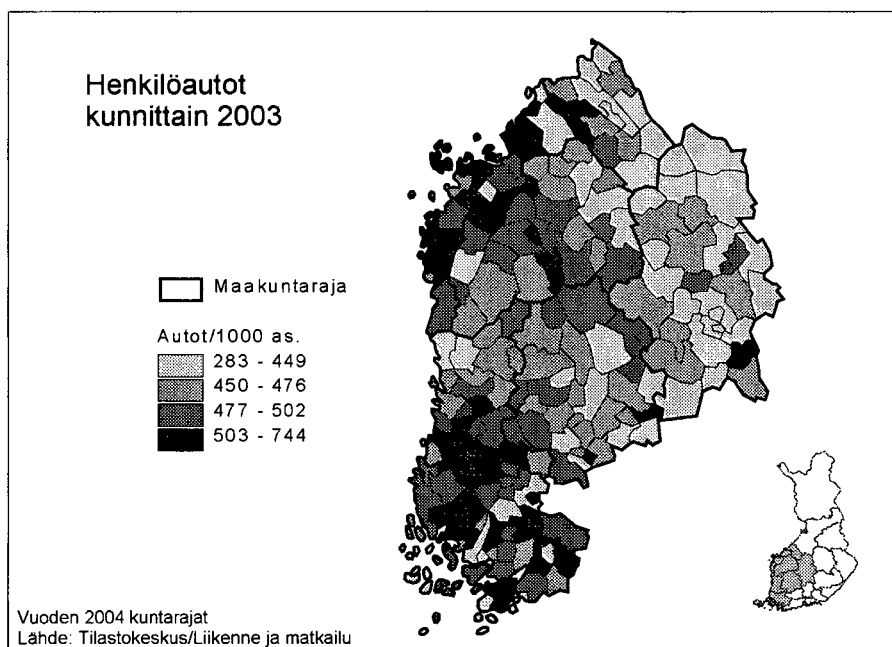 Henkilöautot
kunnittain 2003
Maakuntaraja
Autot/1000 as.
283 - 449
450 - 476
477 - 502
503 - 744
Vuoden 2004 kuntarajat
Lähde: Tilastokeskus/Liikenne ja matkailu